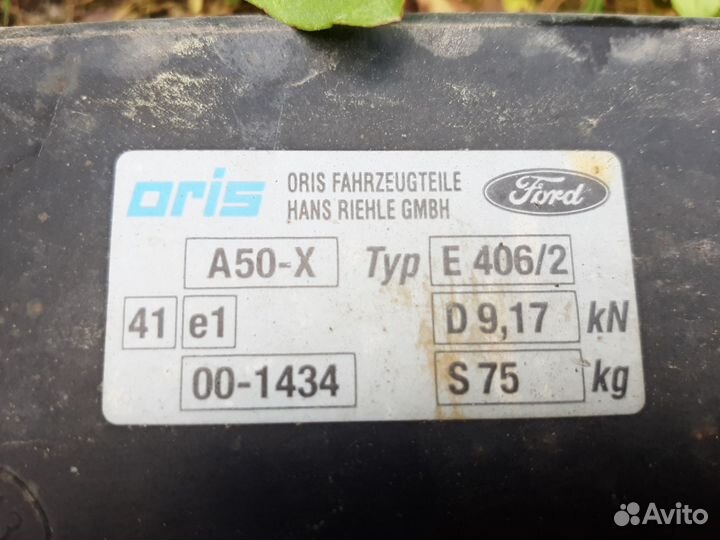 oris ORIS FAHRZEUGTEILE
HANS RIEHLE GMBH
Ford
A50-X Typ E 406/2
41 e1 D 9,17 kN
00-1434 S 75 kg
Avito